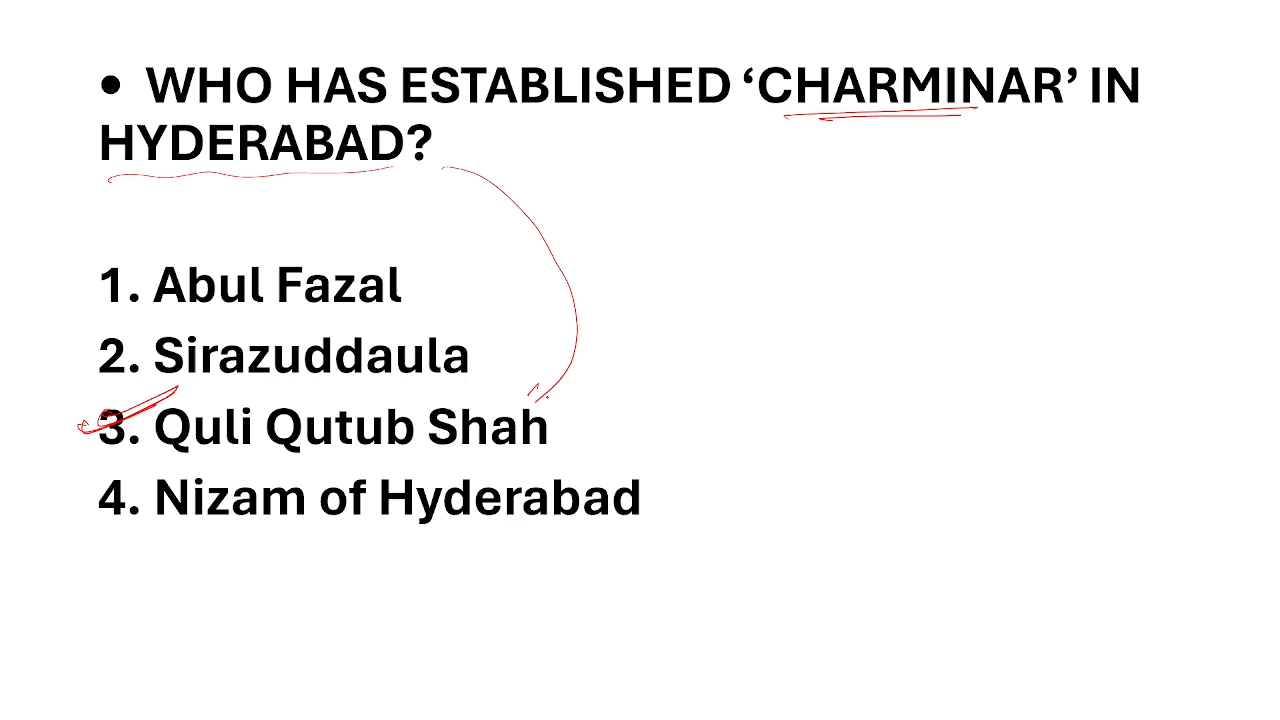 • WHO HAS ESTABLISHED ‘CHARMINAR’ IN
HYDERABAD?
1. Abul Fazal
2. Sirazuddaula
3. Quli Qutub Shah
4. Nizam of Hyderabad